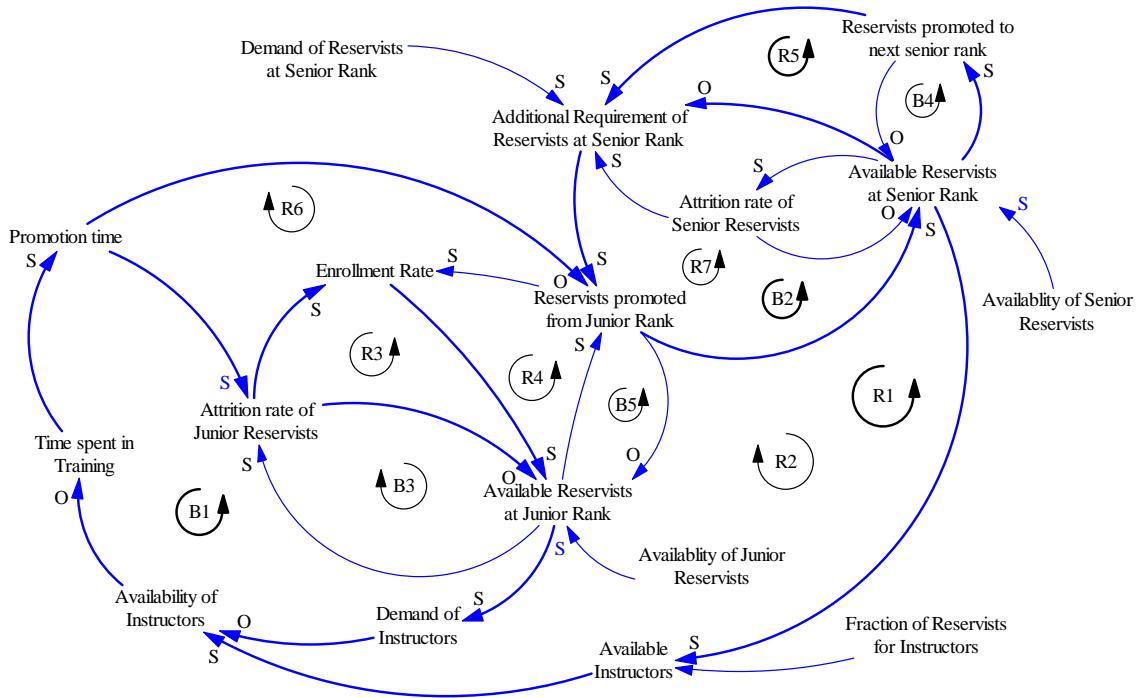 Demand of Reservists
at Senior Rank
Reservists promoted to
next senior rank
R5
B4
S
S
S
O
O
Additional Requirement of
Reservists at Senior Rank
S
S
Available Reservists
at Senior Rank
Attrition rate of
Senior Reservists
O
S
S
R6
Promotion time
S
Enrollment Rate
S
S
O
R7
Reservists promoted
from Junior Rank
B2
Availablity of Senior
Reservists
S
S
R3
R4
B5
R1
S
Attrition rate of
Junior Reservists
Time spent in
Training
O
S
S
O
O
B3
R2
Available Reservists
at Junior Rank
B1
S
Availablity of Junior
Reservists
Availability of
Instructors
S
Demand of
Instructors
O
S
S
Available
Instructors
Fraction of Reservists
for Instructors